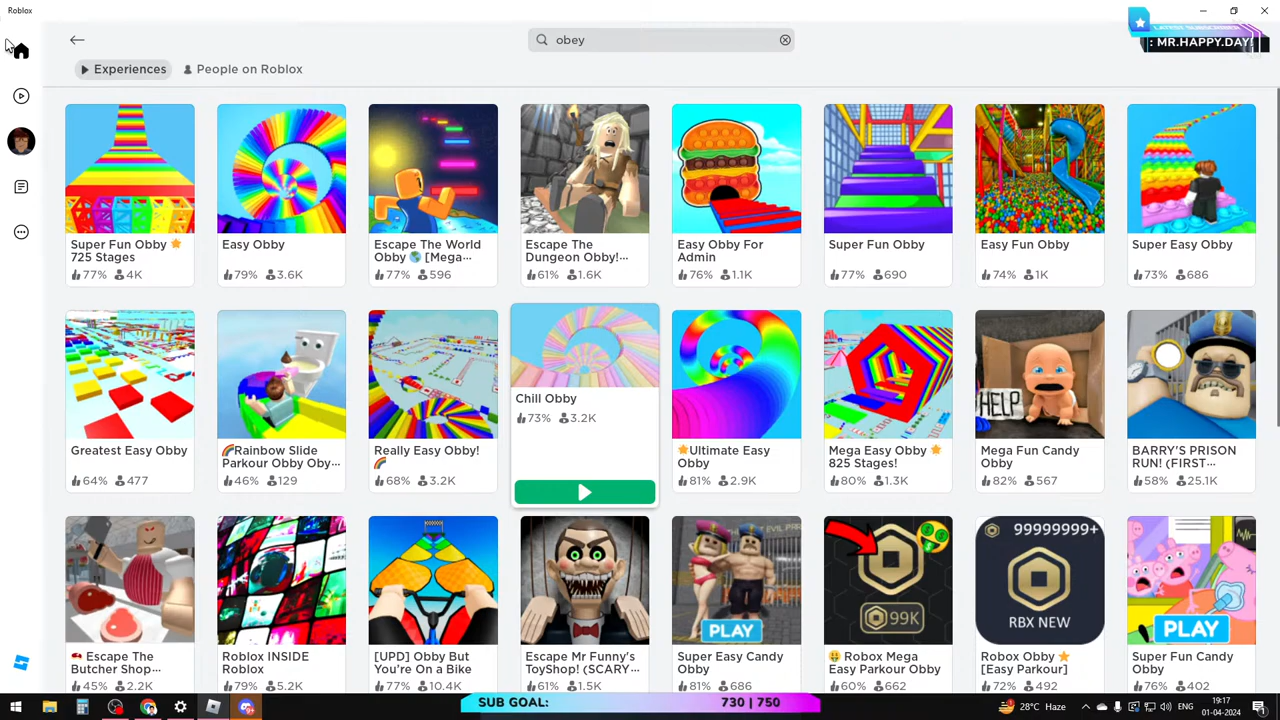 Roblox
obey
: MR.HAPPY.DAY!
Experiences
People on Roblox
Super Fun Obby ⭐
725 Stages
77% 4K
Easy Obby
79% 3.6K
Escape The World
Obby 🌎 [Mega...
77% 596
Escape The
Dungeon Obby!...
61% 1.6K
Easy Obby For
Admin
76% 1.1K
Super Fun Obby
77% 690
Easy Fun Obby
74% 1K
Super Easy Obby
73% 686
Greatest Easy Obby
64% 477
🌈Rainbow Slide
Parkour Obby Oby...
46% 129
Really Easy Obby!
🌈
68% 3.2K
Chill Obby
73% 3.2K
⭐Ultimate Easy
Obby
81% 2.9K
Mega Easy Obby ⭐
825 Stages!
80% 1.3K
HELP
Mega Fun Candy
Obby
82% 567
BARRY'S PRISON
RUN! (FIRST...
58% 25.1K
Escape The
Butcher Shop...
45% 2.2K
Roblox INSIDE
Roblox
79% 5.2K
[UPD] Obby But
You're On a Bike
77% 10.4K
Escape Mr Funny's
ToyShop! (SCARY...
61% 1.5K
PLAY
Super Easy Candy
Obby
81% 686
99K
🤑 Robox Mega
Easy Parkour Obby
60% 662
99999999+
RBX NEW
Roblox Obby ⭐
[Easy Parkour]
72% 492
PLAY
Super Fun Candy
Obby
76% 402
SUB GOAL: 730 | 750
28°C Haze
19:17
01-04-2024